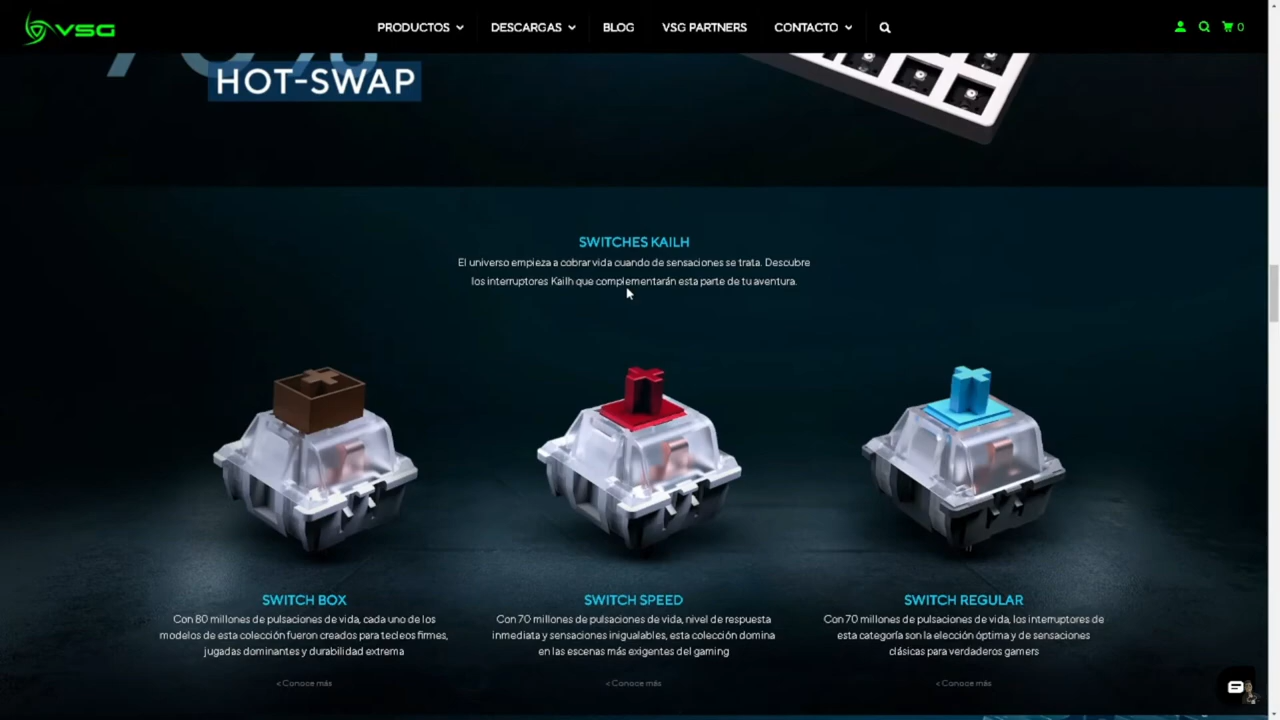 VSG
PRODUCTOS
DESCARGAS
BLOG
VSG PARTNERS
CONTACTO
0
HOT-SWAP
SWITCHES KAILH
El universo empieza a cobrar vida cuando de sensaciones se trata. Descubre
los interruptores Kailh que complementarán esta parte de tu aventura.
SWITCH BOX
Con 80 millones de pulsaciones de vida, cada uno de los
modelos de esta colección fueron creados para tecleos firmes,
jugadas dominantes y durabilidad extrema
< Conoce más
SWITCH SPEED
Con 70 millones de pulsaciones de vida, nivel de respuesta
inmediata y sensaciones inigualables, esta colección domina
en las escenas más exigentes del gaming
< Conoce más
SWITCH REGULAR
Con 70 millones de pulsaciones de vida, los interruptores de
esta categoría son la elección óptima y de sensaciones
clásicas para verdaderos gamers
< Conoce más